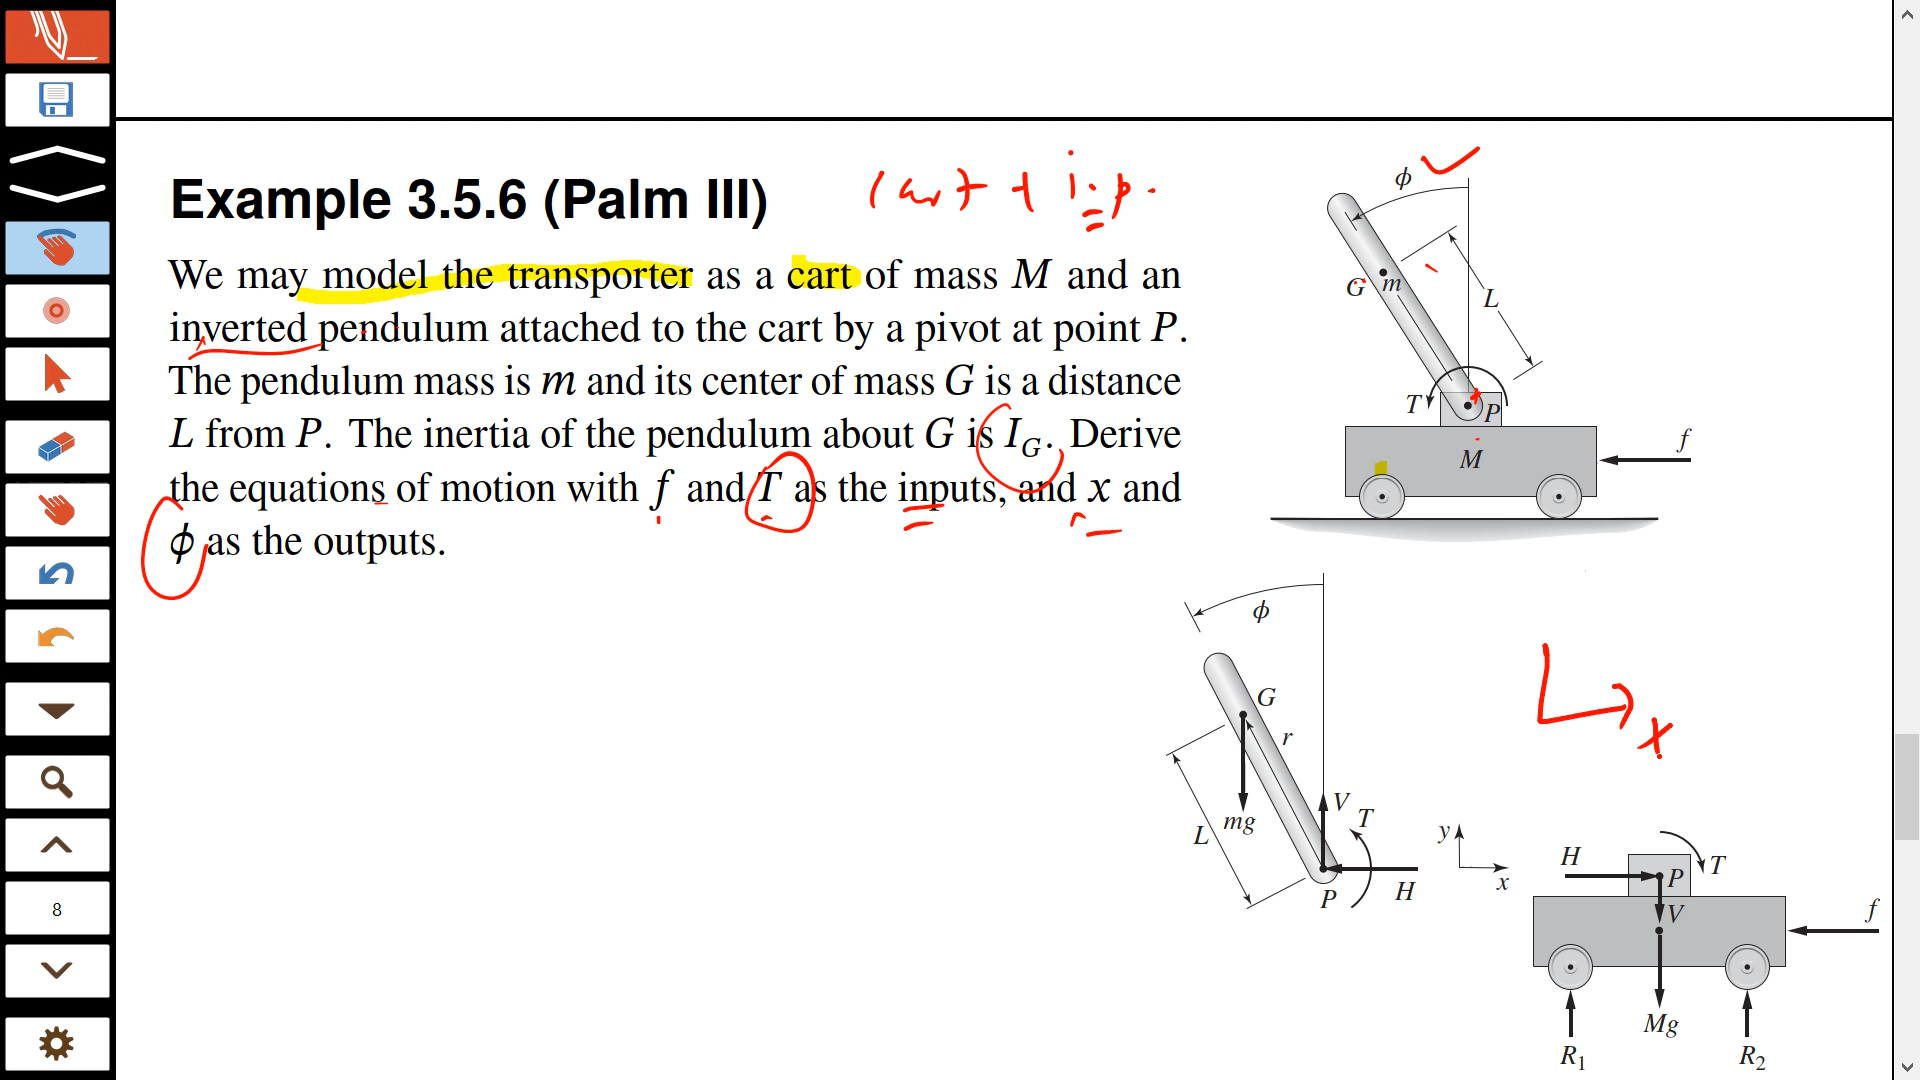 Example 3.5.6 (Palm III)
cart + i.p.
We may model the transporter as a cart of mass M and an
inverted pendulum attached to the cart by a pivot at point P.
The pendulum mass is m and its center of mass G is a distance
L from P. The inertia of the pendulum about G is I_G. Derive
the equations of motion with f and T as the inputs, and x and
ϕ as the outputs.
ϕ
G m
L
T
P
M
f
ϕ
G
r
V
T
mg
L
H
P
x
y
x
H
T
P
V
f
Mg
R1
R2
8